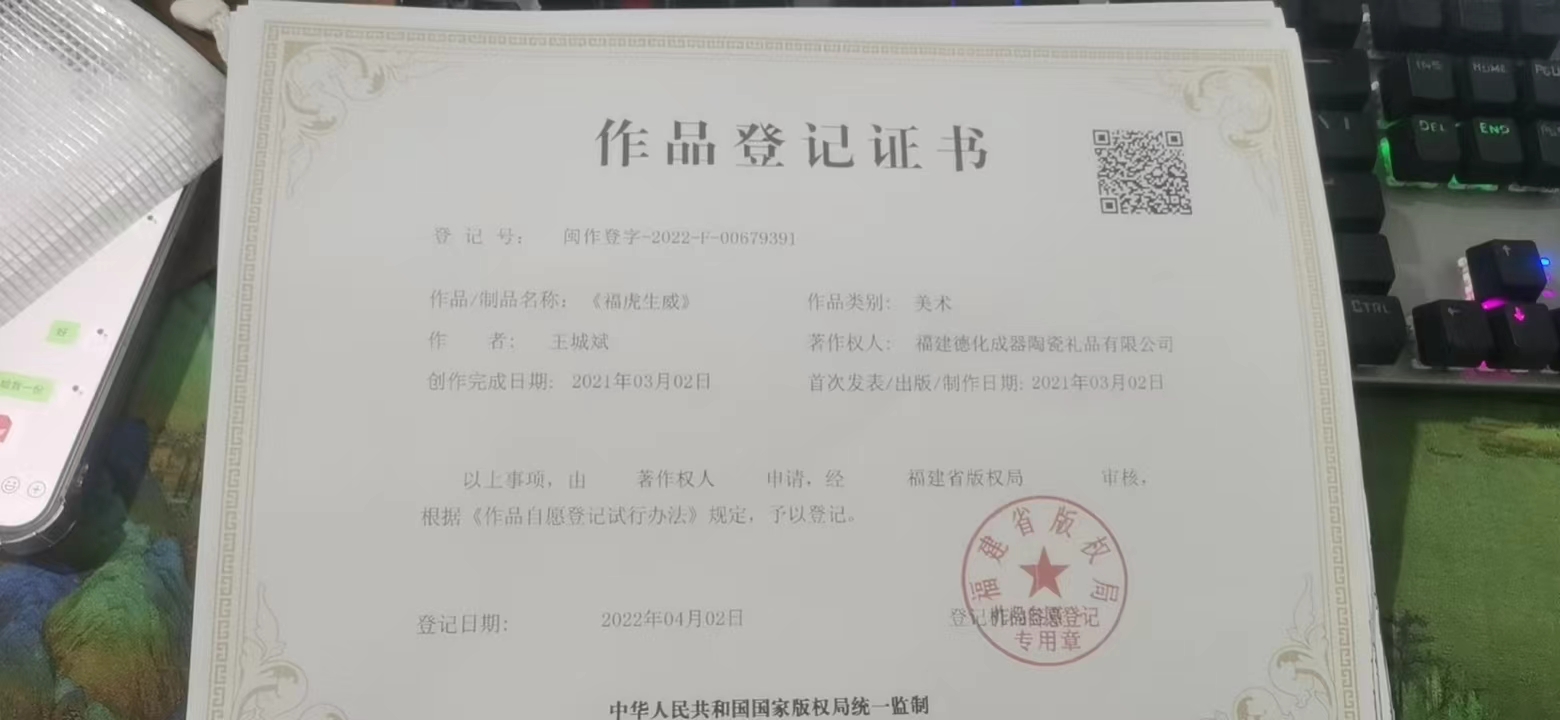 作品登记证书
登 记 号： 闽作登字-2022-F-00679391
作品/制品名称：《福虎生威》 作品类别： 美术
作 者： 王城斌 著作权人： 福建德化成器陶瓷礼品有限公司
创作完成日期： 2021年03月02日 首次发表/出版/制作日期：2021年03月02日
以上事项，由 著作权人 申请，经 福建省版权局 审核，
根据《作品自愿登记试行办法》规定，予以登记。
福建省版权局
登记日期： 2022年04月02日
作品自愿登记
专用章
中华人民共和国国家版权局统一监制
好
INS HOME
DEL END
CTRL